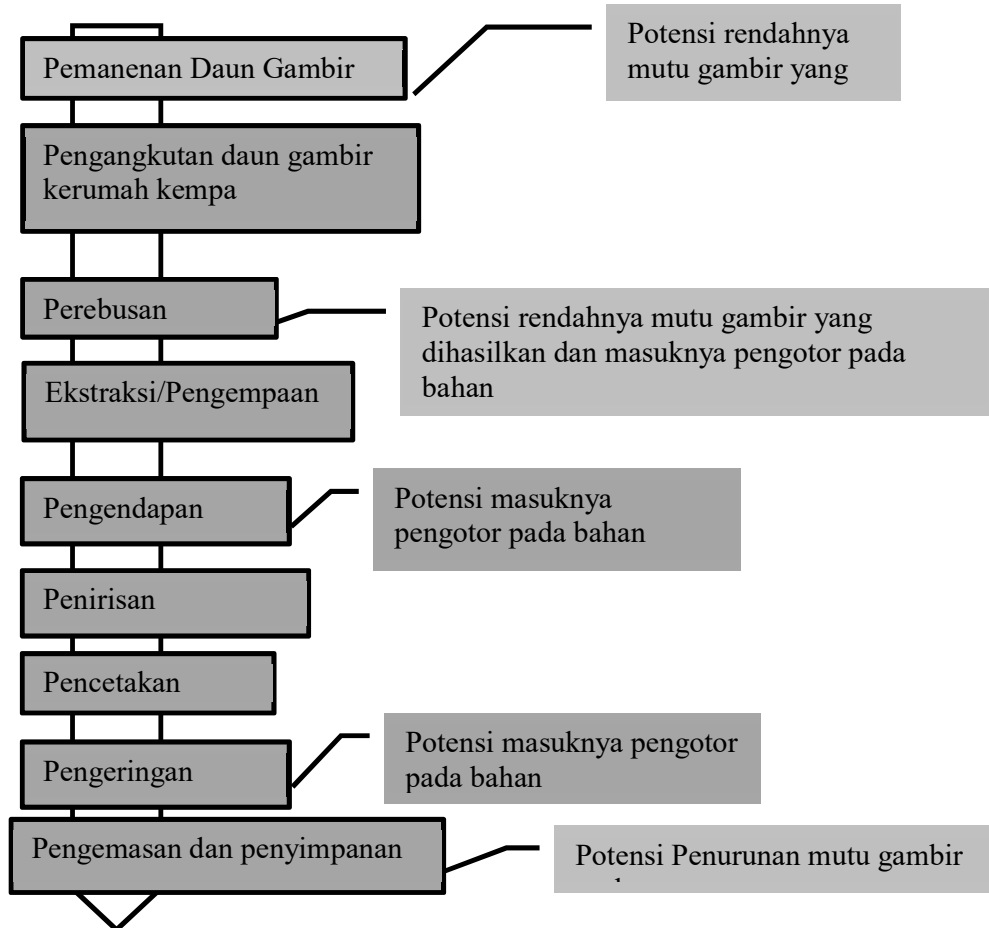 Pemanenan Daun Gambir
Potensi rendahnya
mutu gambir yang
Pengangkutan daun gambir
kerumah kempa
Perebusan
Potensi rendahnya mutu gambir yang
dihasilkan dan masuknya pengotor pada
bahan
Ekstraksi/Pengempaan
Pengendapan
Potensi masuknya
pengotor pada bahan
Penirisan
Pencetakan
Pengeringan
Potensi masuknya pengotor
pada bahan
Pengemasan dan penyimpanan
Potensi Penurunan mutu gambir